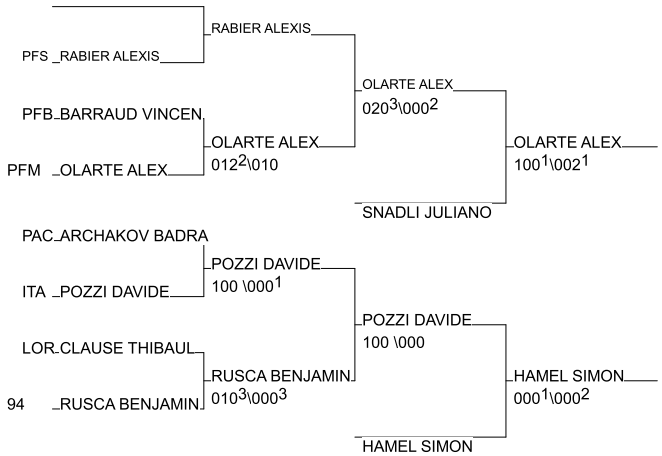 RABIER ALEXIS
PFS RABIER ALEXIS
OLARTE ALEX
020³\000²
PFB BARRAUD VINCEN
OLARTE ALEX
012²\010
OLARTE ALEX
100¹\002¹
PFM OLARTE ALEX
SNADLI JULIANO
PAC ARCHAKOV BADRA
POZZI DAVIDE
100 \000¹
ITA POZZI DAVIDE
POZZI DAVIDE
100 \000
LOR CLAUSE THIBAUL
RUSCA BENJAMIN
010³\000³
HAMEL SIMON
000¹\000²
94 RUSCA BENJAMIN
HAMEL SIMON